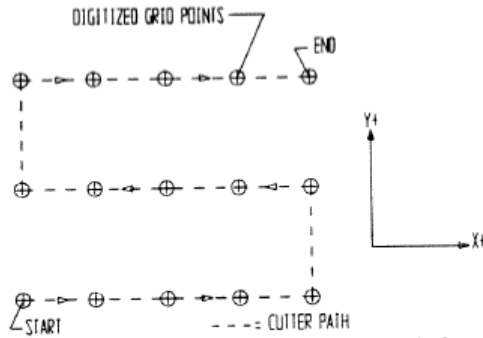 DIGITIZED GRID POINTS
END
Y+
X+
START
---= CUTTER PATH